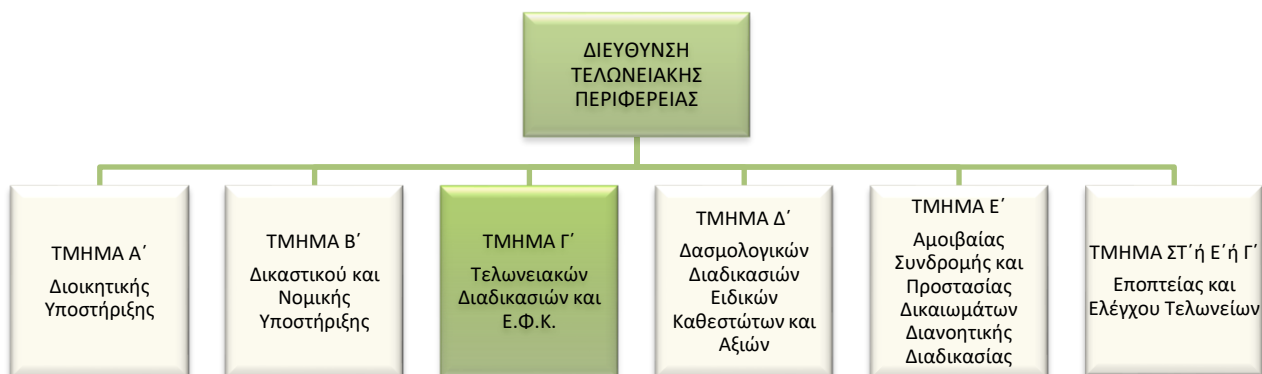 ΔΙΕΥΘΥΝΣΗ
ΤΕΛΩΝΕΙΑΚΗΣ
ΠΕΡΙΦΕΡΕΙΑΣ
ΤΜΗΜΑ Α΄
Διοικητικής
Υποστήριξης
ΤΜΗΜΑ Β΄
Δικαστικού και
Νομικής
Υποστήριξης
ΤΜΗΜΑ Γ΄
Τελωνειακών
Διαδικασιών και
Ε.Φ.Κ.
ΤΜΗΜΑ Δ΄
Δασμολογικών
Διαδικασιών
Ειδικών
Καθεστώτων και
Αξιών
ΤΜΗΜΑ Ε΄
Αμοιβαίας
Συνδρομής και
Προστασίας
Δικαιωμάτων
Διανοητικής
Διαδικασίας
ΤΜΗΜΑ ΣΤ΄ή Ε΄ή Γ΄
Εποπτείας και
Ελέγχου Τελωνείων